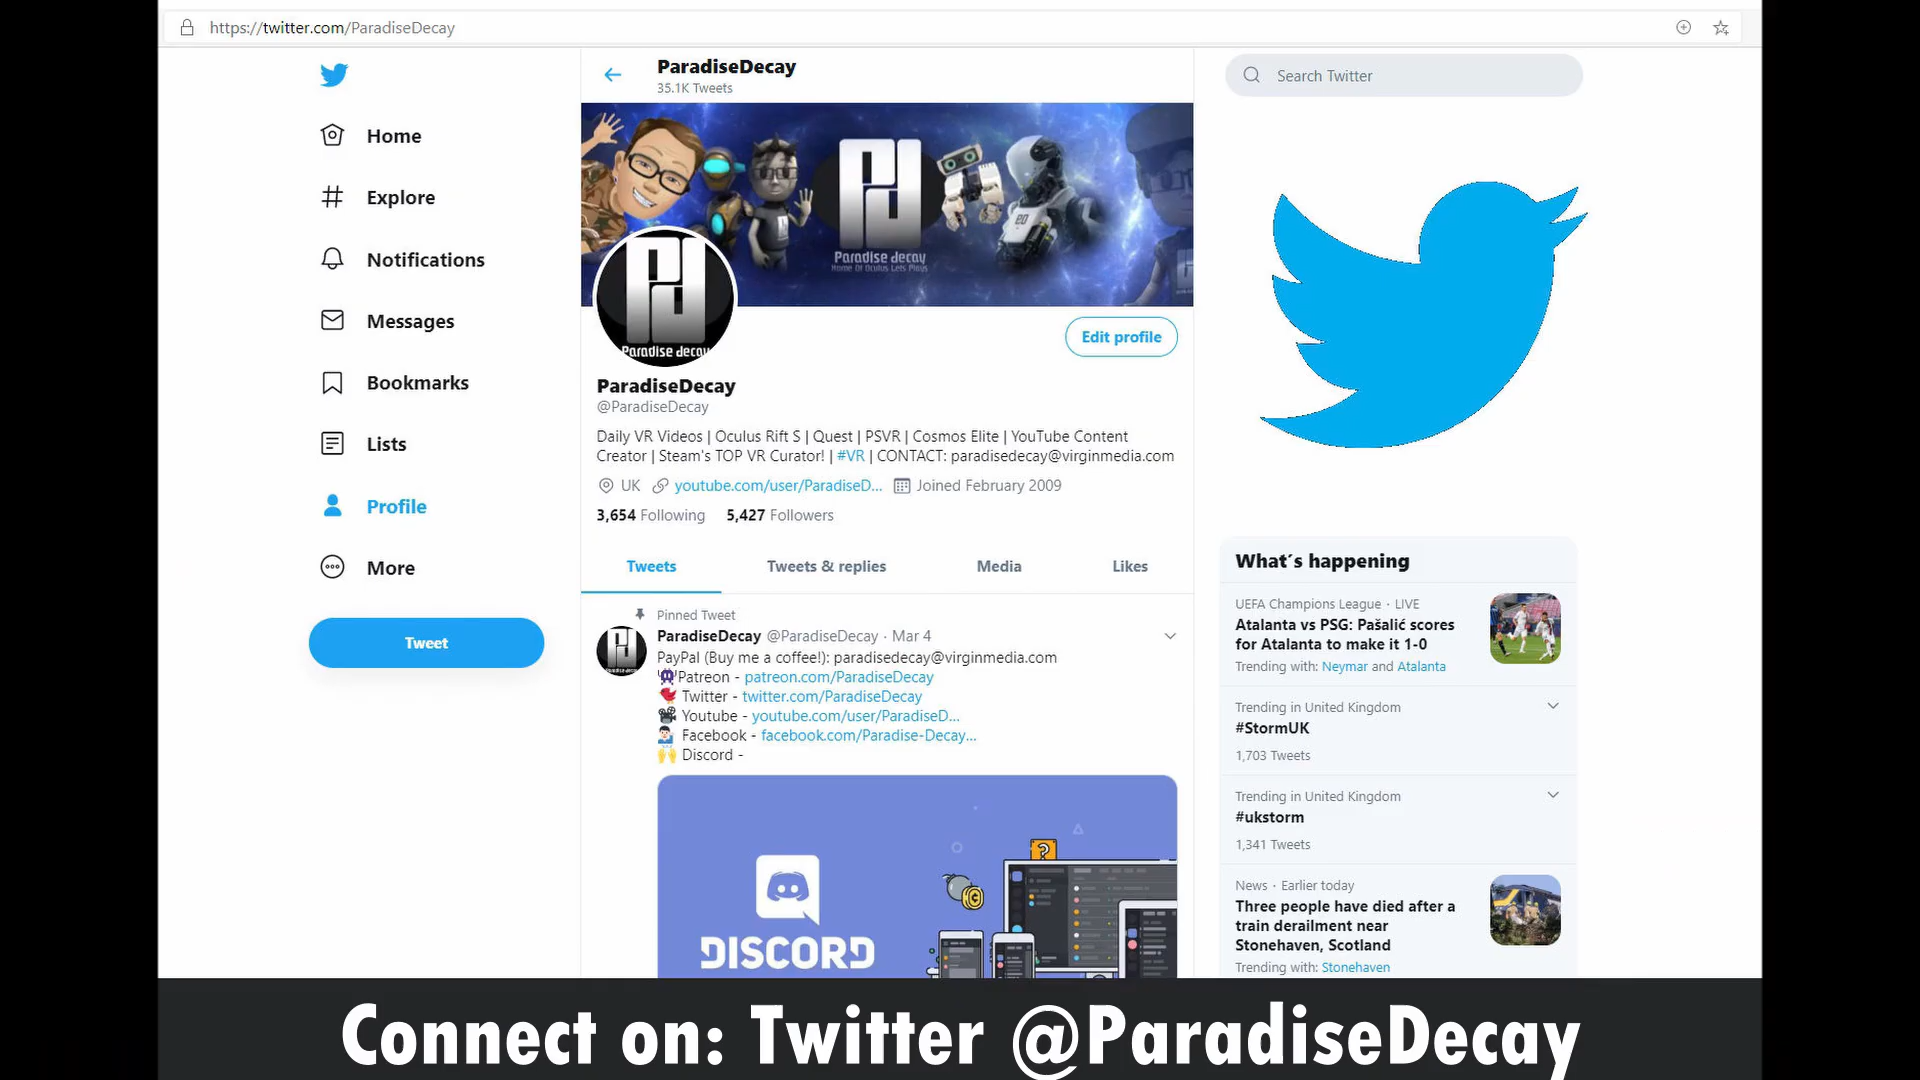 https://twitter.com/ParadiseDecay
ParadiseDecay
35.1K Tweets
Search Twitter
Home
Explore
Notifications
Messages
Bookmarks
Lists
Profile
More
Tweet
Paradise decay
Home Of Oculus Lets Plays
Paradise decay
Edit profile
ParadiseDecay
@ParadiseDecay
Daily VR Videos | Oculus Rift S | Quest | PSVR | Cosmos Elite | YouTube Content
Creator | Steam's TOP VR Curator! | #VR | CONTACT: paradisedecay@virginmedia.com
UK youtube.com/user/ParadiseD... Joined February 2009
3,654 Following 5,427 Followers
Tweets Tweets & replies Media Likes
Pinned Tweet
ParadiseDecay @ParadiseDecay · Mar 4
PayPal (Buy me a coffee!): paradisedecay@virginmedia.com
👾Patreon - patreon.com/ParadiseDecay
🐦 Twitter - twitter.com/ParadiseDecay
🎥 Youtube - youtube.com/user/ParadiseD...
💁🏻‍♂️ Facebook - facebook.com/Paradise-Decay...
🙌 Discord -
DISCORD
What´s happening
UEFA Champions League · LIVE
Atalanta vs PSG: Pašalić scores
for Atalanta to make it 1-0
Trending with: Neymar and Atalanta
Trending in United Kingdom
#StormUK
1,703 Tweets
Trending in United Kingdom
#ukstorm
1,341 Tweets
News · Earlier today
Three people have died after a
train derailment near
Stonehaven, Scotland
Trending with: Stonehaven
Connect on: Twitter @ParadiseDecay